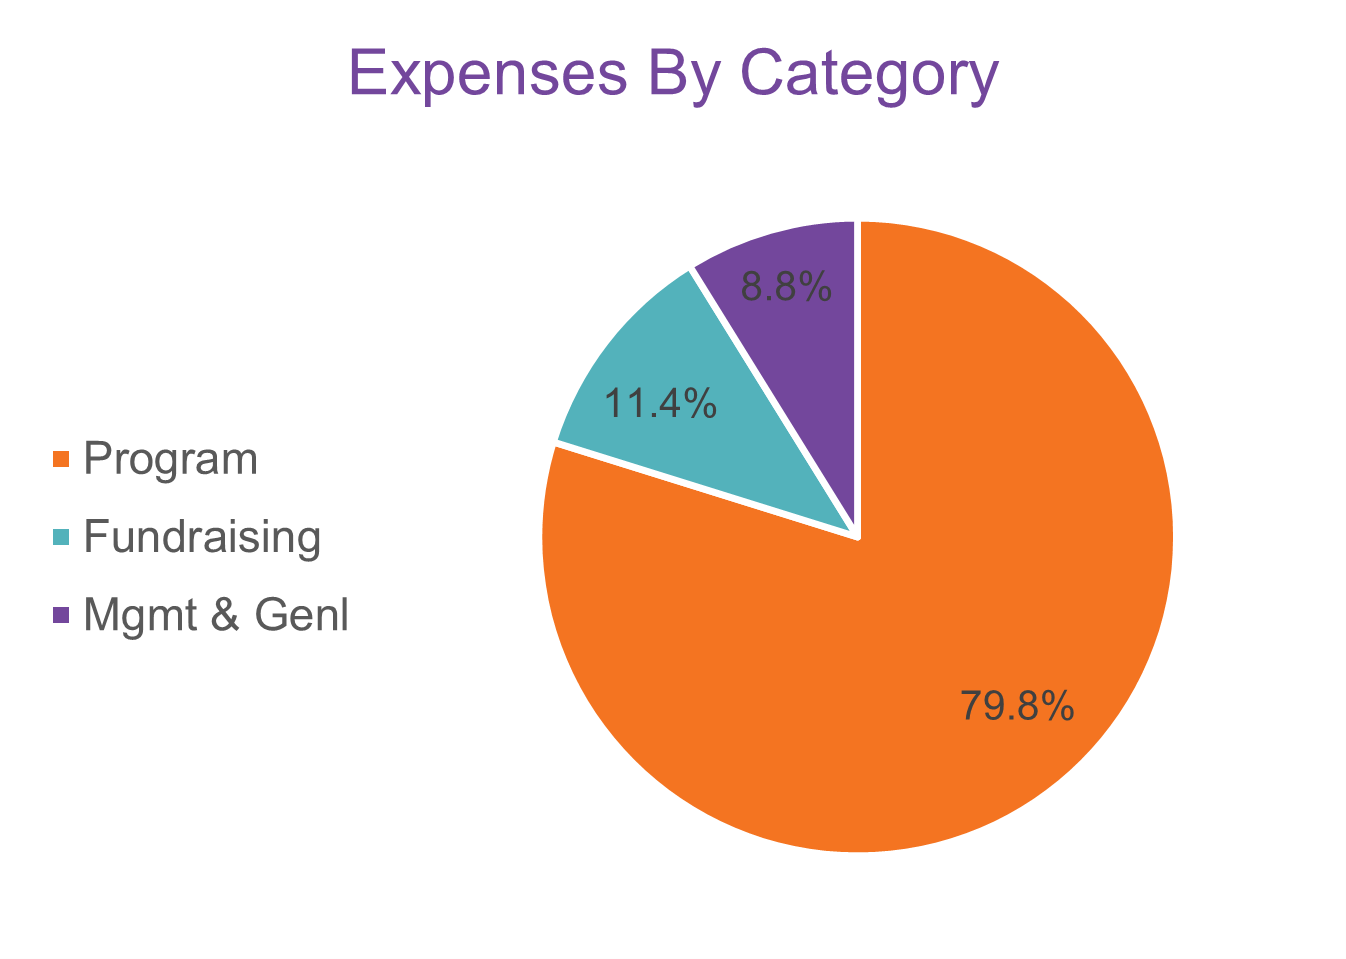 Expenses By Category
8.8%
11.4%
Program
Fundraising
Mgmt & Genl
79.8%